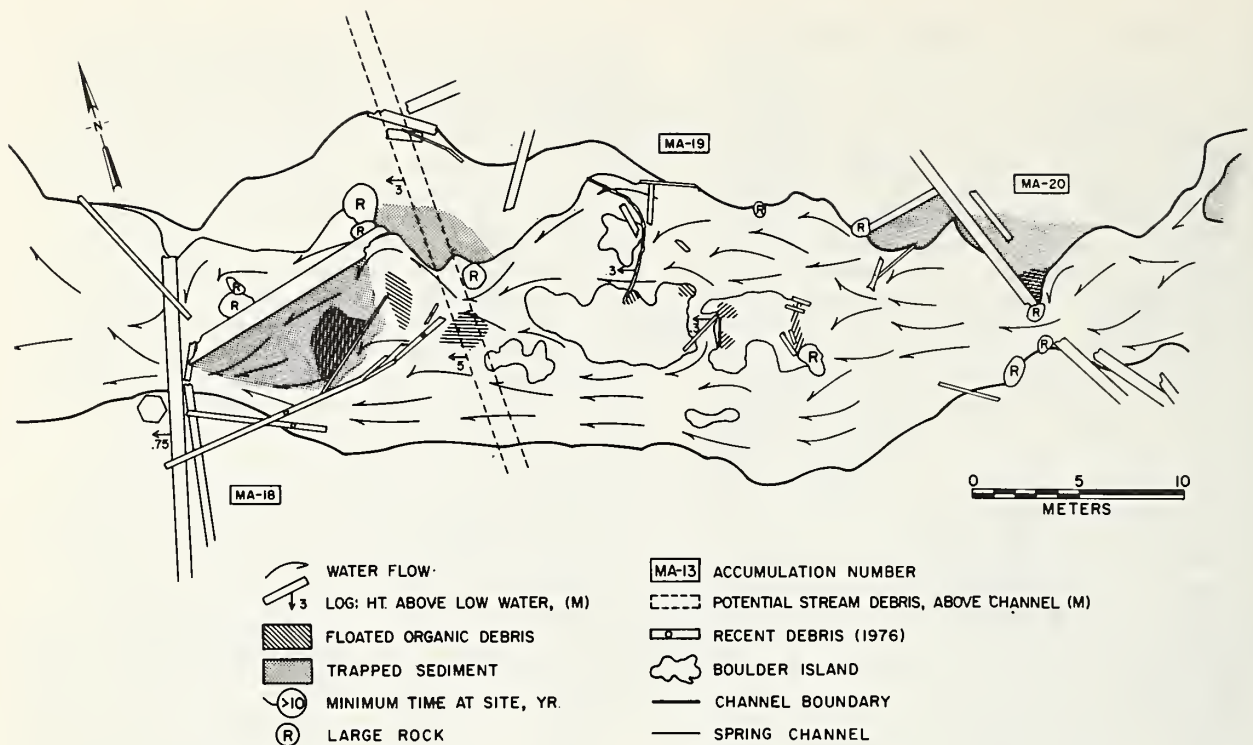 -N-
MA-19
MA-20
3
R
R
R
R
R
R
R
R
R
R
R
.3
5
.75
MA-18
0 5 10
METERS
WATER FLOW
3 LOG: HT. ABOVE LOW WATER, (M)
FLOATED ORGANIC DEBRIS
TRAPPED SEDIMENT
>10 MINIMUM TIME AT SITE, YR.
R LARGE ROCK
MA-13 ACCUMULATION NUMBER
POTENTIAL STREAM DEBRIS, ABOVE CHANNEL (M)
RECENT DEBRIS (1976)
BOULDER ISLAND
CHANNEL BOUNDARY
SPRING CHANNEL